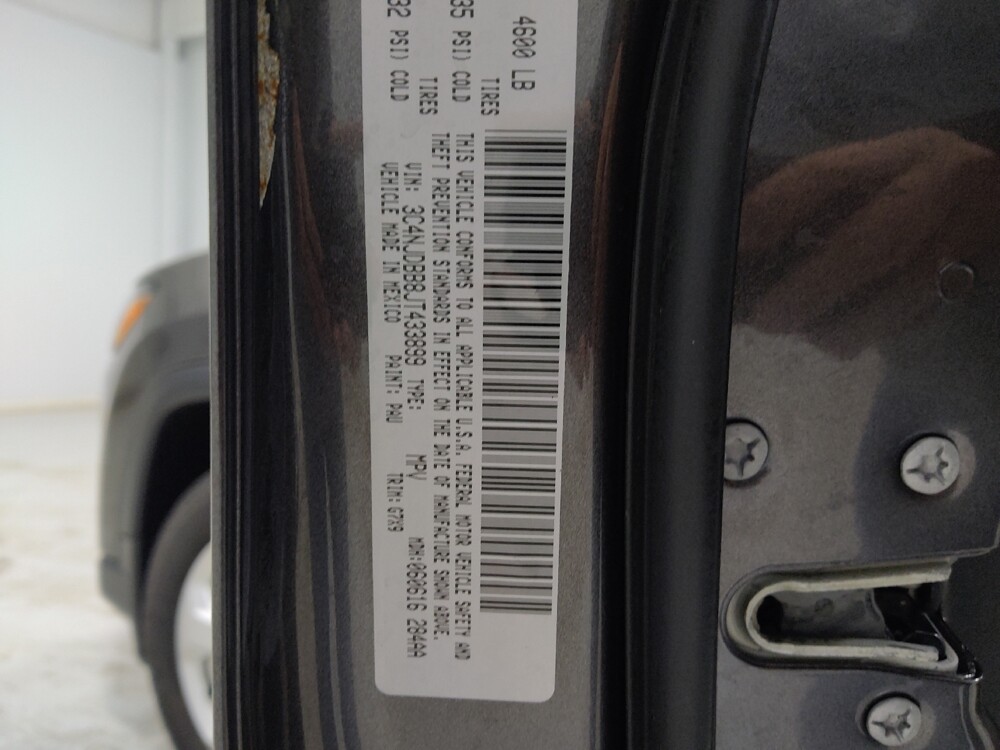 4600 LB
TIRES
35 PSI) COLD
TIRES
32 PSI) COLD
THIS VEHICLE CONFORMS TO ALL APPLICABLE U.S.A. FEDERAL MOTOR VEHICLE SAFETY AND
THEFT PREVENTION STANDARDS IN EFFECT ON THE DATE OF MANUFACTURE SHOWN ABOVE.
VIN: 3C4NJDBB8JT433899 TYPE: MPV MDH:060616 284AA
VEHICLE MADE IN MEXICO PAINT: PAU TRIM: G7X9